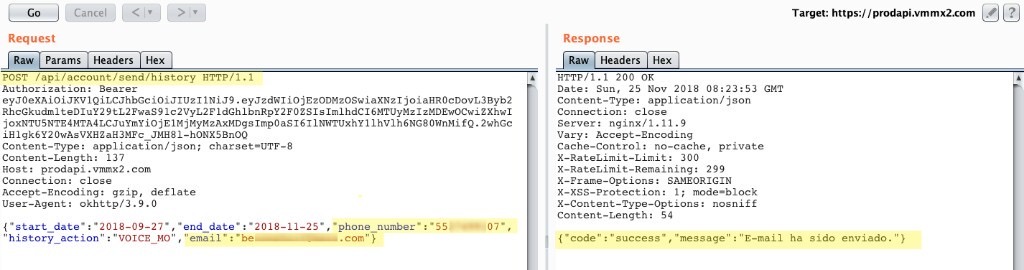 Go Cancel < >
Target: https://prodapi.vmmx2.com
Request
Raw Params Headers Hex
POST /api/account/send/history HTTP/1.1
Authorization: Bearer
Content-Type: application/json; charset=UTF-8
Content-Length: 137
Host: prodapi.vmmx2.com
Connection: close
Accept-Encoding: gzip, deflate
User-Agent: okhttp/3.9.0
{"start_date":"2018-09-27","end_date":"2018-11-25","phone_number":"55 07",
"history_action":"VOICE_MO","email":"be .com"}
Response
Raw Headers Hex
HTTP/1.1 200 OK
Date: Sun, 25 Nov 2018 08:23:53 GMT
Content-Type: application/json
Connection: close
Server: nginx/1.11.9
Vary: Accept-Encoding
Cache-Control: no-cache, private
X-RateLimit-Limit: 300
X-RateLimit-Remaining: 299
X-Frame-Options: SAMEORIGIN
X-XSS-Protection: 1; mode=block
X-Content-Type-Options: nosniff
Content-Length: 54
{"code":"success","message":"E-mail ha sido enviado."}